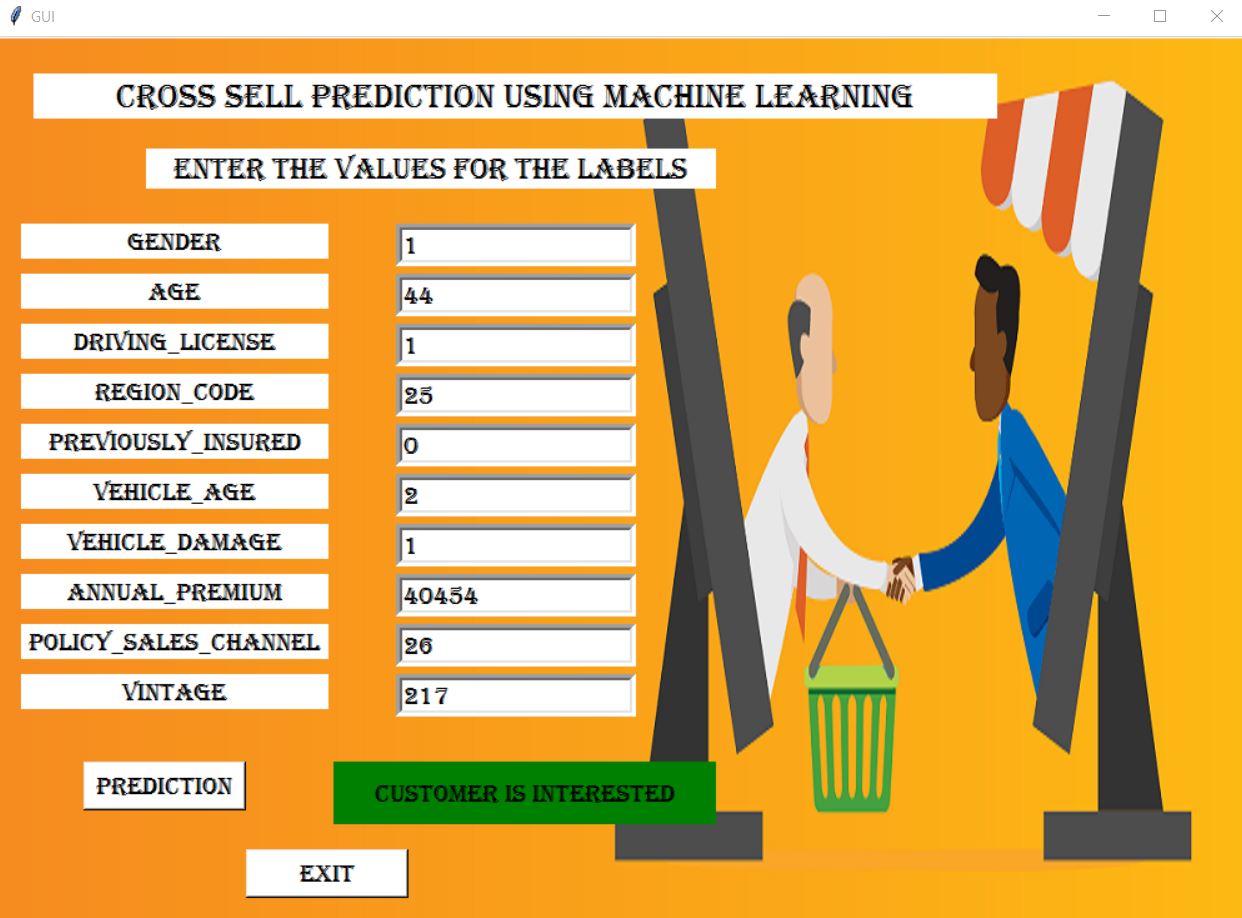 GUI
CROSS SELL PREDICTION USING MACHINE LEARNING
ENTER THE VALUES FOR THE LABELS
GENDER 1
AGE 44
DRIVING_LICENSE 1
REGION_CODE 25
PREVIOUSLY_INSURED 0
VEHICLE_AGE 2
VEHICLE_DAMAGE 1
ANNUAL_PREMIUM 40454
POLICY_SALES_CHANNEL 26
VINTAGE 217
PREDICTION CUSTOMER IS INTERESTED
EXIT